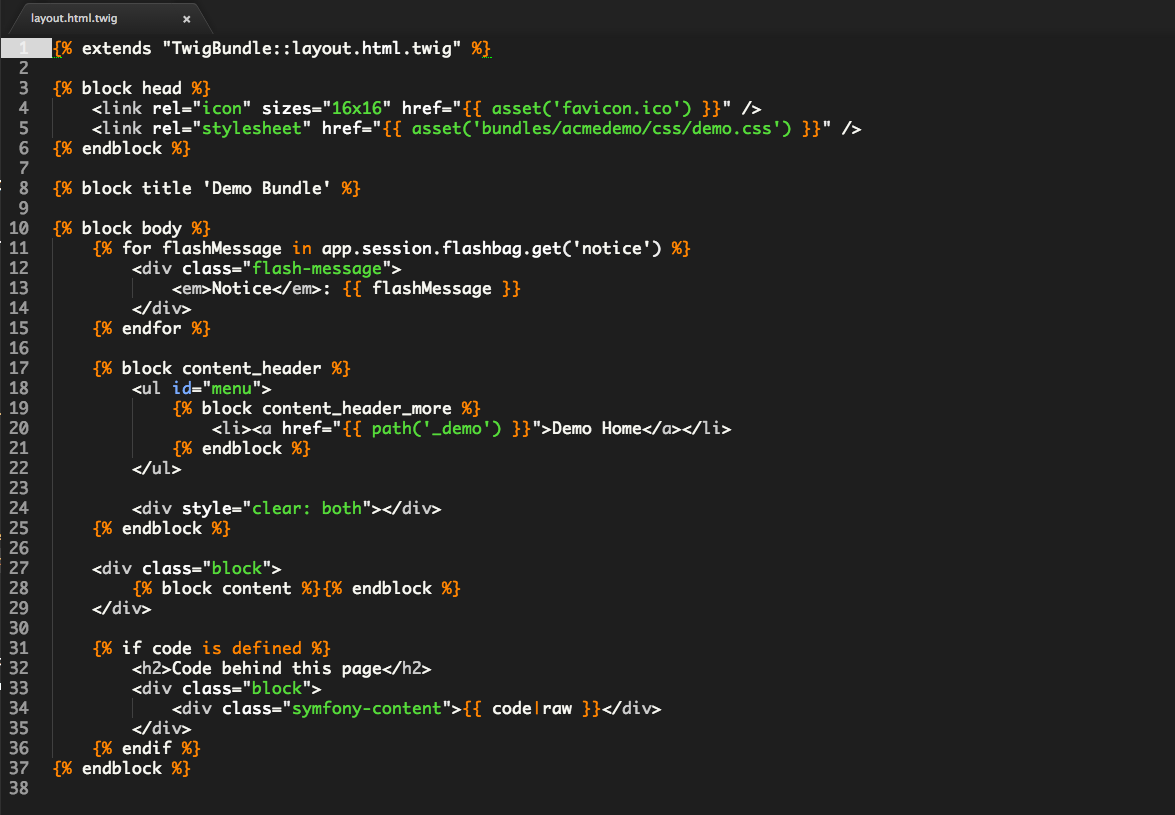 layout.html.twig ×
1 {% extends "TwigBundle::layout.html.twig" %}
2
3 {% block head %}
4     <link rel="icon" sizes="16x16" href="{{ asset('favicon.ico') }}" />
5     <link rel="stylesheet" href="{{ asset('bundles/acmedemo/css/demo.css') }}" />
6 {% endblock %}
7
8 {% block title 'Demo Bundle' %}
9
10 {% block body %}
11     {% for flashMessage in app.session.flashbag.get('notice') %}
12         <div class="flash-message">
13             <em>Notice</em>: {{ flashMessage }}
14         </div>
15     {% endfor %}
16
17     {% block content_header %}
18         <ul id="menu">
19             {% block content_header_more %}
20                 <li><a href="{{ path('_demo') }}">Demo Home</a></li>
21             {% endblock %}
22         </ul>
23
24         <div style="clear: both"></div>
25     {% endblock %}
26
27     <div class="block">
28         {% block content %}{% endblock %}
29     </div>
30
31     {% if code is defined %}
32         <h2>Code behind this page</h2>
33         <div class="block">
34             <div class="symfony-content">{{ code|raw }}</div>
35         </div>
36     {% endif %}
37 {% endblock %}
38